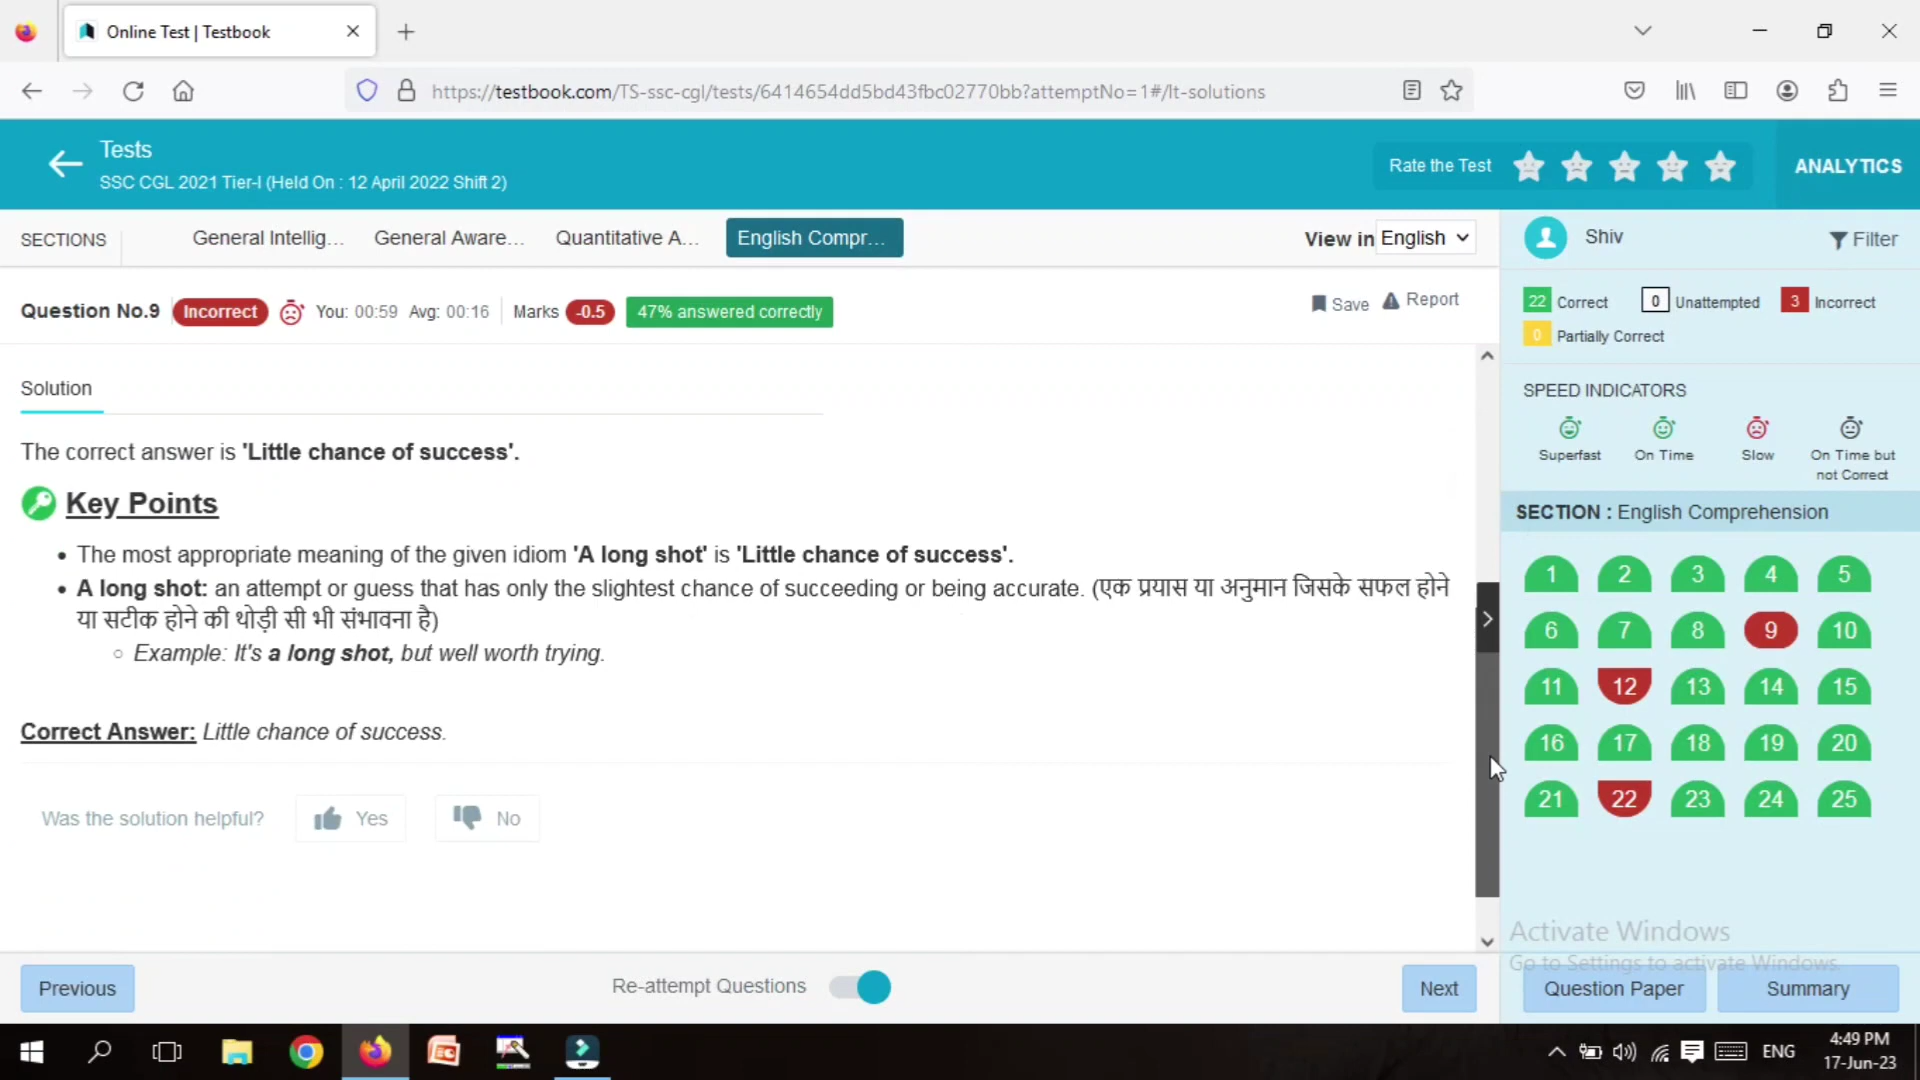 Online Test | Testbook
https://testbook.com/TS-ssc-cgl/tests/6414654dd5bd43fbc02770bb?attemptNo=1#/lt-solutions
Tests
SSC CGL 2021 Tier-I (Held On : 12 April 2022 Shift 2)
Rate the Test
ANALYTICS
SECTIONS
General Intellig...
General Aware...
Quantitative A...
English Compr...
View in English
Shiv
Filter
Question No.9 Incorrect You: 00:59 Avg: 00:16 Marks -0.5 47% answered correctly
Save Report
22 Correct 0 Unattempted 3 Incorrect
0 Partially Correct
Solution
The correct answer is 'Little chance of success'.
Key Points
• The most appropriate meaning of the given idiom 'A long shot' is 'Little chance of success'.
• A long shot: an attempt or guess that has only the slightest chance of succeeding or being accurate. (एक प्रयास या अनुमान जिसके सफल होने
या सटीक होने की थोड़ी सी भी संभावना है)
○ Example: It's a long shot, but well worth trying.
Correct Answer: Little chance of success.
Was the solution helpful? Yes No
SPEED INDICATORS
Superfast On Time Slow On Time but
not Correct
SECTION : English Comprehension
1 2 3 4 5
6 7 8 9 10
11 12 13 14 15
16 17 18 19 20
21 22 23 24 25
Activate Windows
Go to Settings to activate Windows.
Previous
Re-attempt Questions
Next
Question Paper
Summary
ENG
4:49 PM
17-Jun-23